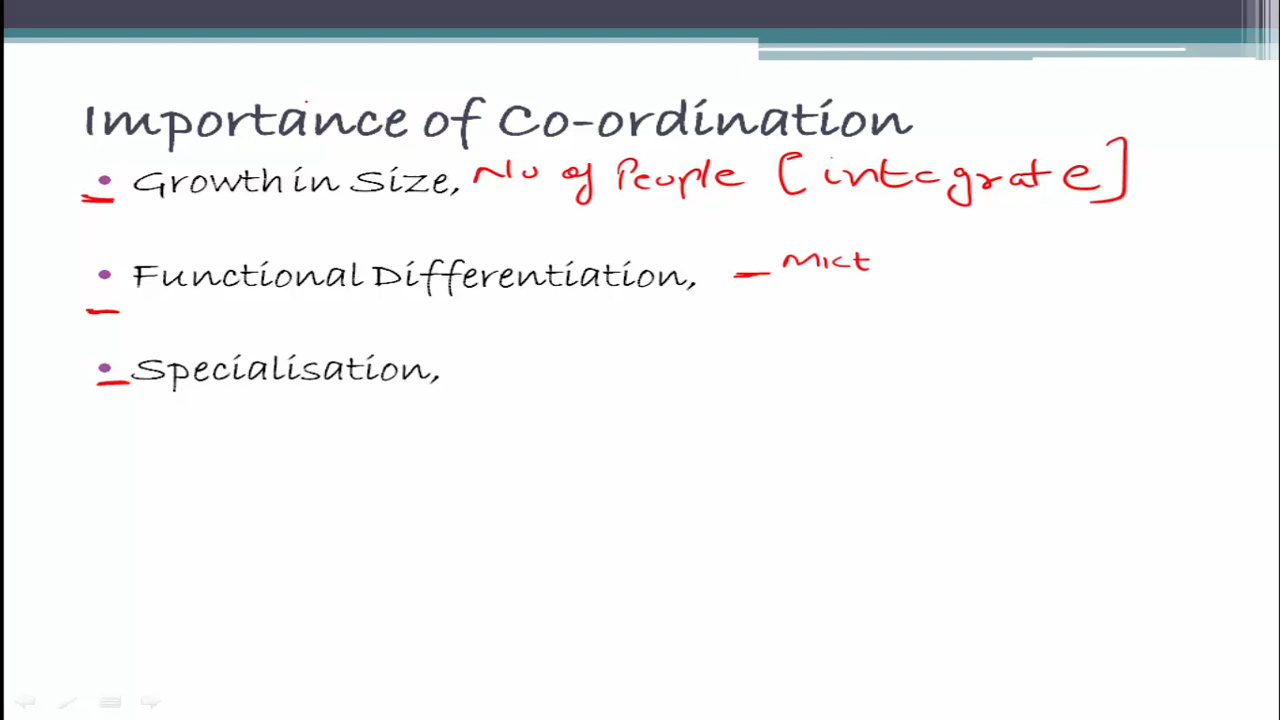 Importance of Co-ordination
• Growth in Size, No of People [integrate]
• Functional Differentiation, – Mkt
• Specialisation,